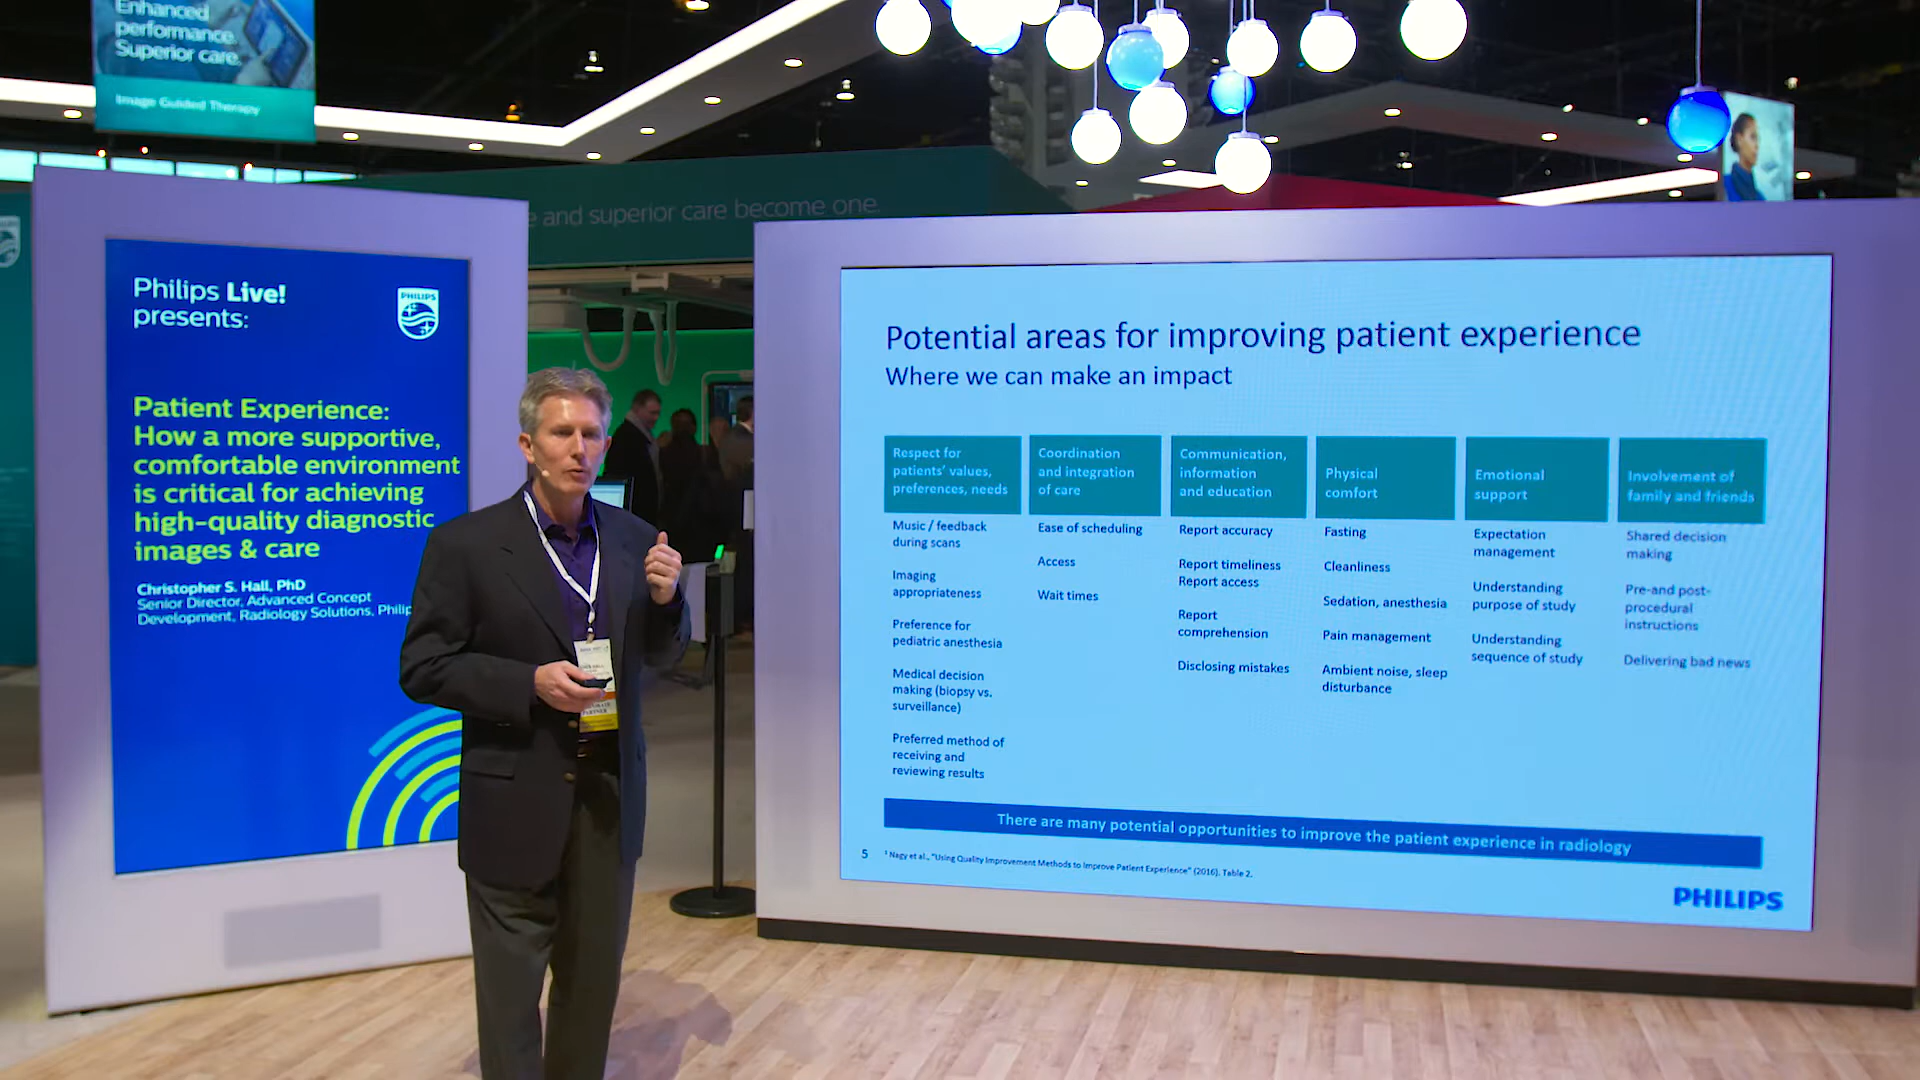 Enhanced
performance.
Superior care.
Image Guided Therapy
and superior care become one.
Philips Live!
presents:
PHILIPS
Patient Experience:
How a more supportive,
comfortable environment
is critical for achieving
high-quality diagnostic
images & care
Christopher S. Hall, PhD
Senior Director, Advanced Concept
Development, Radiology Solutions,
Potential areas for improving patient experience
Where we can make an impact
Respect for
patients' values,
preferences, needs
Music / feedback
during scans
Imaging
appropriateness
Preference for
pediatric anesthesia
Medical decision
making (biopsy vs.
surveillance)
Preferred method of
receiving and
reviewing results
Coordination
and integration
of care
Ease of scheduling
Access
Wait times
Communication,
information
and education
Report accuracy
Report timeliness
Report access
Report
comprehension
Disclosing mistakes
Physical
comfort
Fasting
Cleanliness
Sedation, anesthesia
Pain management
Ambient noise, sleep
disturbance
Emotional
support
Expectation
management
Understanding
purpose of study
Understanding
sequence of study
Involvement of
family and friends
Shared decision
making
Pre-and post-
procedural
instructions
Delivering bad news
There are many potential opportunities to improve the patient experience in radiology
5
¹ Nagy et al., "Using Quality Improvement Methods to Improve Patient Experience" (2016). Table 2.
PHILIPS